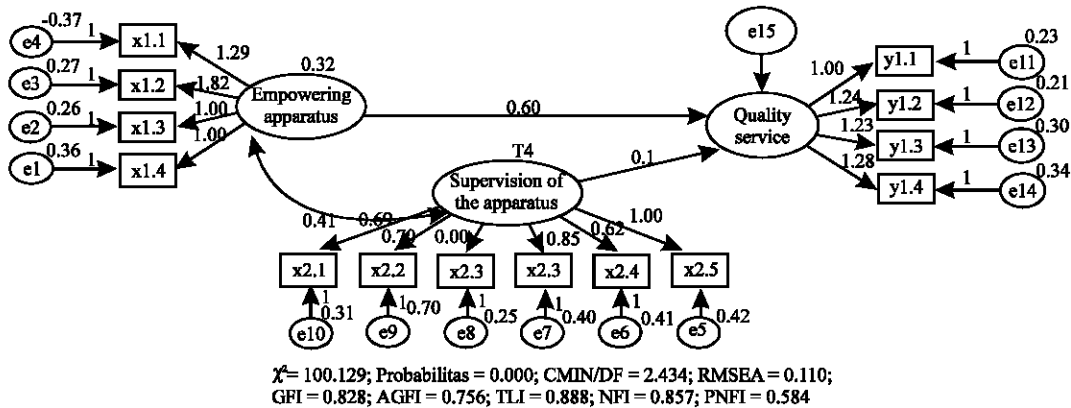 -0.37
e4
1
x1.1
0.27
e3
1
x1.2
0.26
e2
1
x1.3
0.36
e1
1
x1.4
1.29
1.82
1.00
1.00
0.32
Empowering
apparatus
0.60
e15
Quality
service
1.00
1.24
1.23
1.28
y1.1
1
0.23
e11
y1.2
1
0.21
e12
y1.3
1
0.30
e13
y1.4
1
0.34
e14
T4
Supervision of
the apparatus
0.1
0.41
0.69
0.79
0.00
0.85
0.62
1.00
x2,1
x2,2
x2.3
x2.3
x2.4
x2.5
1
0.31
e10
1
0.70
e9
1
0.25
e8
1
0.40
e7
1
0.41
e6
0.42
e5
χ²= 100.129; Probabilitas = 0.000; CMIN/DF = 2.434; RMSEA = 0.110;
GFI = 0.828; AGFI = 0.756; TLI = 0.888; NFI = 0.857; PNFI = 0.584